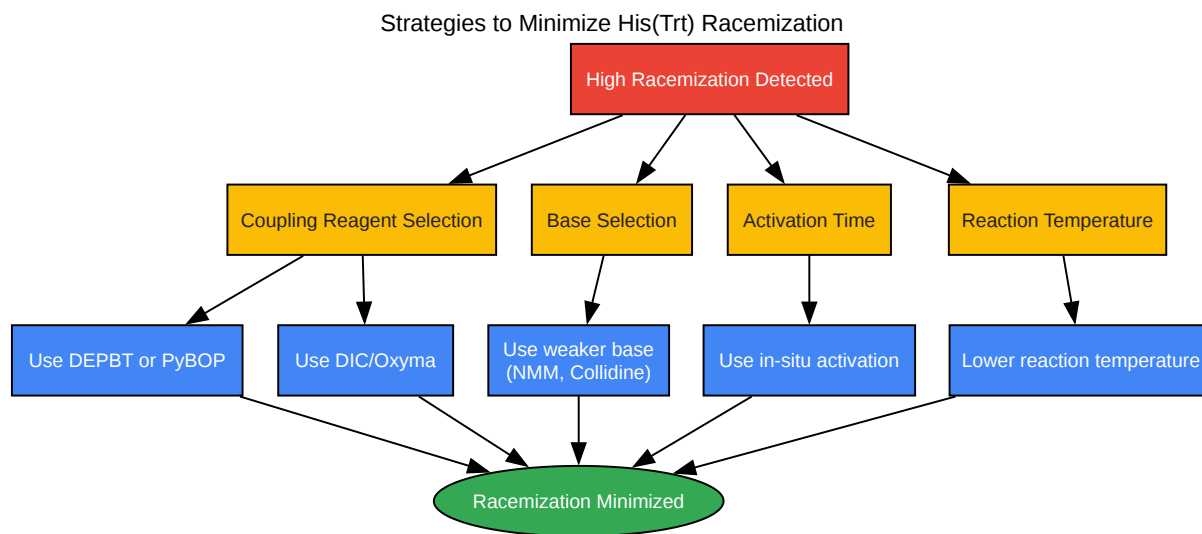 Strategies to Minimize His(Trt) Racemization
High Racemization Detected
Coupling Reagent Selection
Base Selection
Activation Time
Reaction Temperature
Use DEPBT or PyBOP
Use DIC/Oxyma
Use weaker base
(NMM, Collidine)
Use in-situ activation
Lower reaction temperature
Racemization Minimized